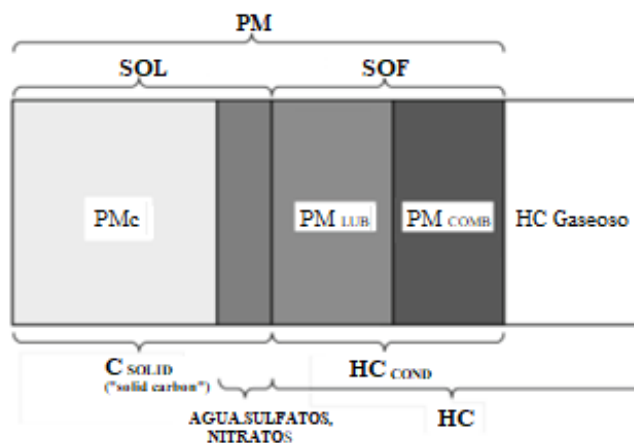 PM
SOL SOF
PMc PM LUB PM COMB HC Gaseoso
C SOLID HC COND
("solid carbon")
AGUA,SULFATOS, HC
NITRATOS